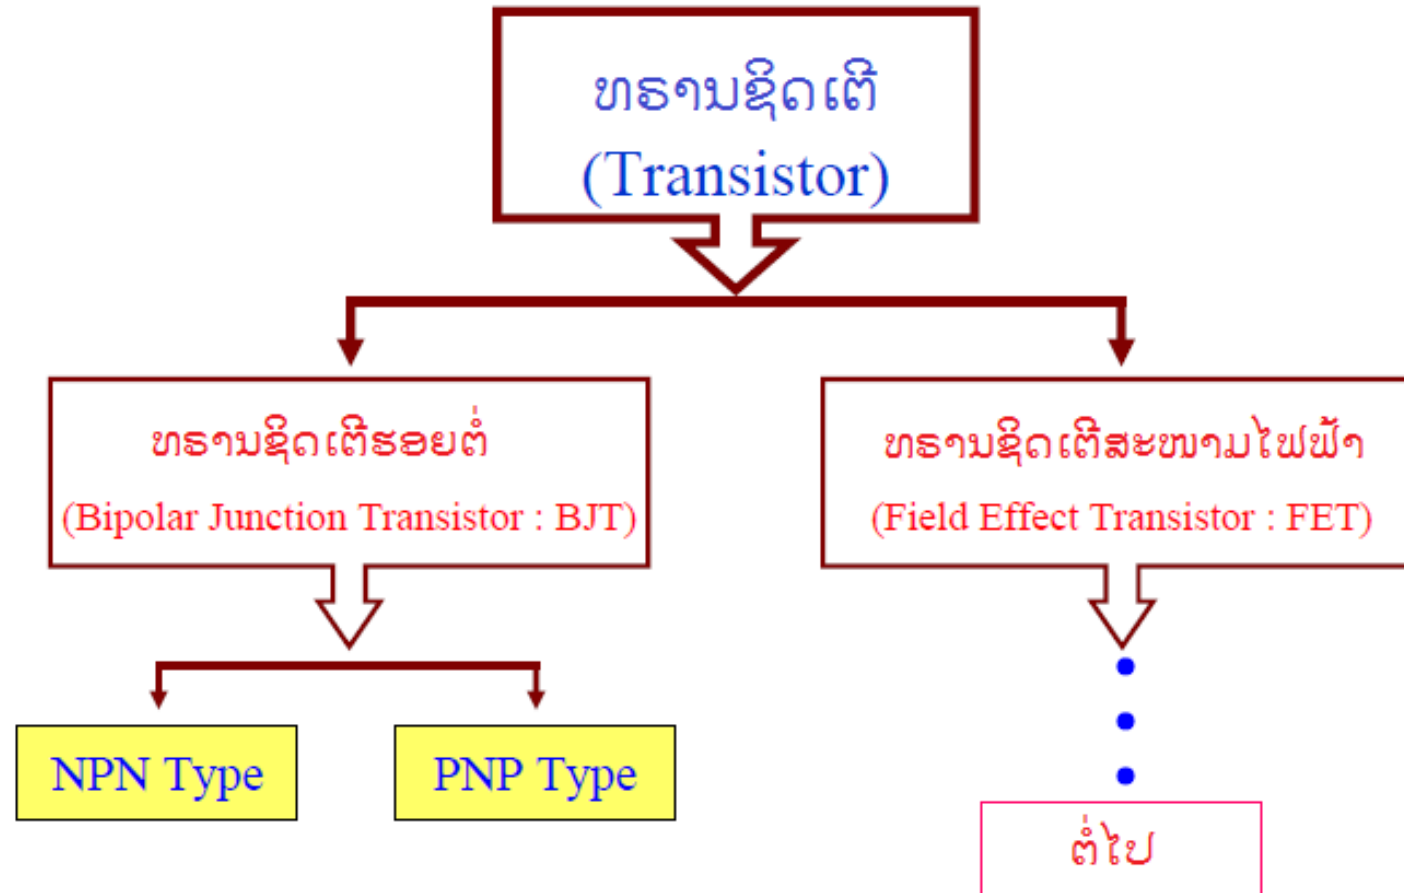 ທຣານຊິດເຕີ
(Transistor)
ທຣານຊິດເຕີຮອຍຕໍ່
(Bipolar Junction Transistor : BJT)
ທຣານຊິດເຕີສະໜາມໄຟຟ້າ
(Field Effect Transistor : FET)
NPN Type
PNP Type
ຕໍ່ໄປ